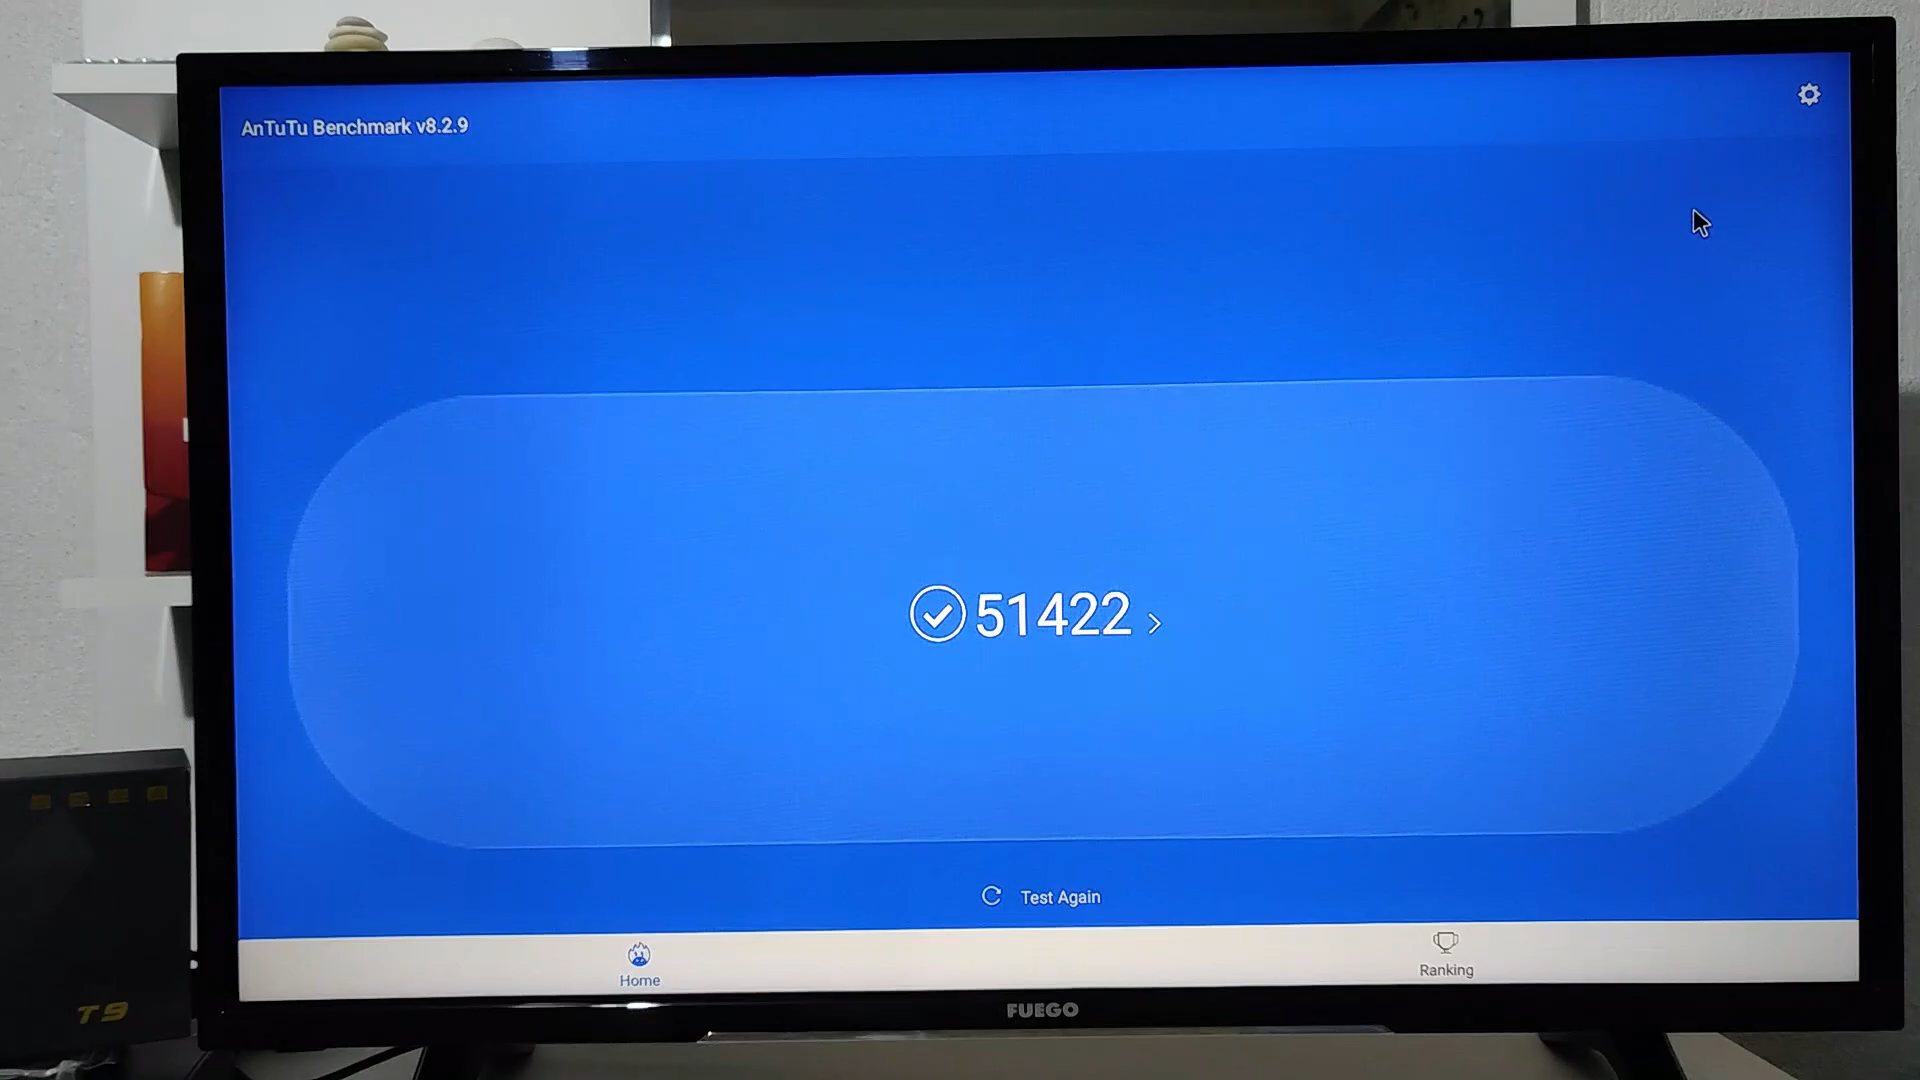 AnTuTu Benchmark v8.2.9
51422
Test Again
Home
Ranking
FUEGO
T9